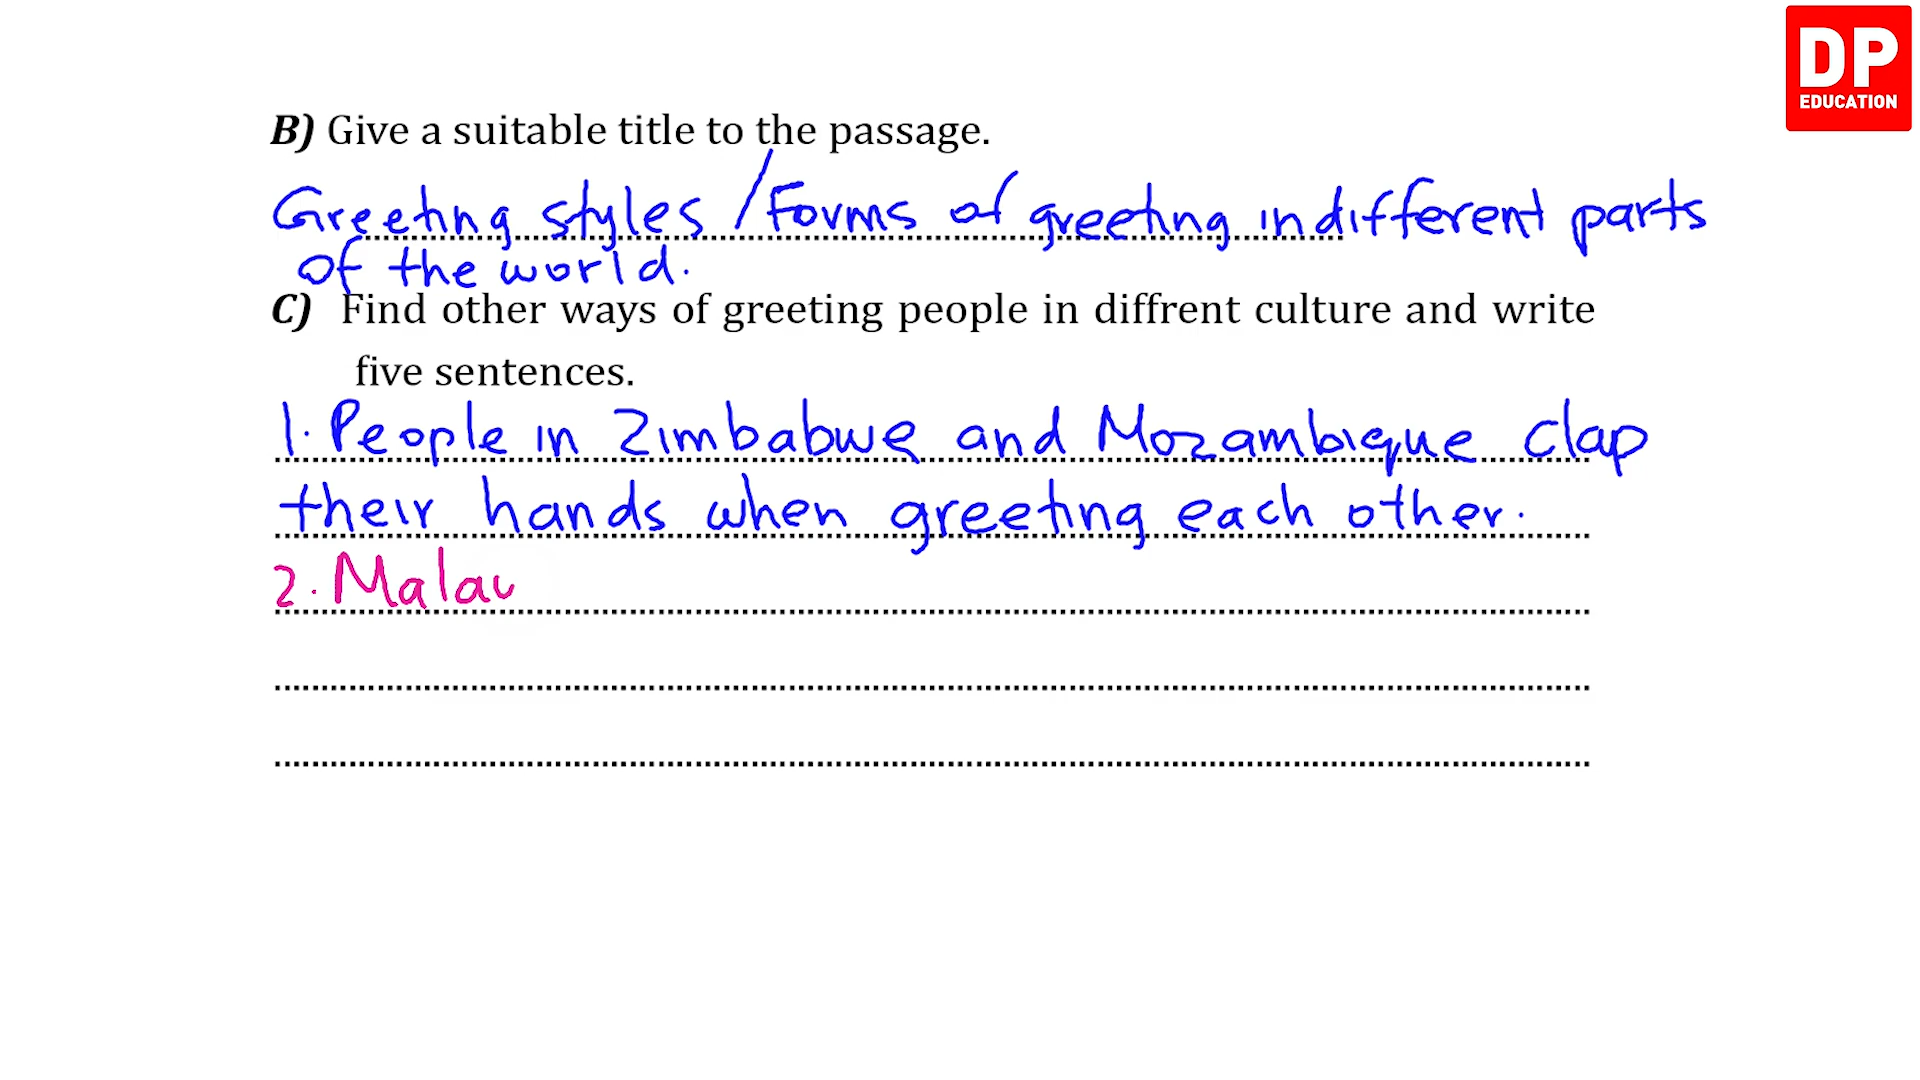 DP
EDUCATION
B) Give a suitable title to the passage.
Greeting styles / Forms of greeting in different parts
of the world.
C) Find other ways of greeting people in diffrent culture and write
five sentences.
1. People in Zimbabwe and Mozambique clap
their hands when greeting each other.
2. Malau